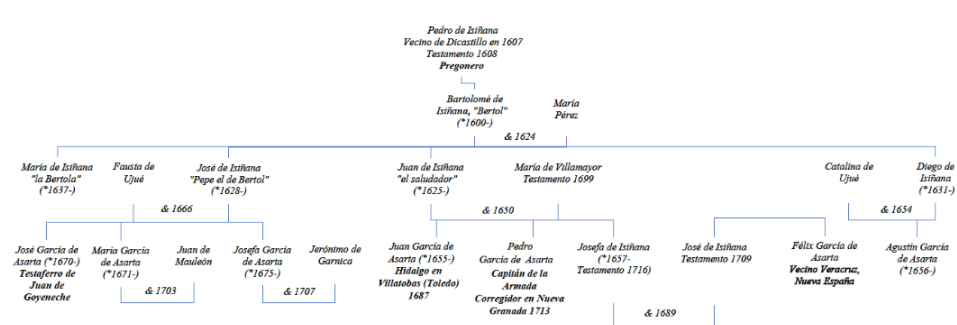 Pedro de Isiñana
Vecino de Dicastillo en 1607
Testamento 1608
Pregonero
Bartolomé de
Isiñana, "Bertol"
(*1600-)
María
Pérez
& 1624
María de Isiñana
"la Bertola"
(*1637-)
Fausta de
Ujué
José de Isiñana
"Pepe el de Bertol"
(*1628-)
Juan de Isiñana
"el saludador"
(*1625-)
María de Villamayor
Testamento 1699
Catalina de
Ujué
Diego de
Isiñana
(*1631-)
& 1666
& 1650
& 1654
José García de
Asarta (*1670-)
Testaferro de
Juan de
Goyeneche
María García
de Asarta
(*1671-)
Juan de
Mauleón
Josefa García
de Asarta
(*1675-)
Jerónimo de
Garnica
Juan García de
Asarta (*1655-)
Hidalgo en
Villatobas (Toledo)
1687
Pedro
García de Asarta
Capitán de la
Armada
Corregidor en Nueva
Granada 1713
Josefa de Isiñana
(*1657-
Testamento 1716)
José de Isiñana
Testamento 1709
Félix García de
Asarta
Vecino Veracruz,
Nueva España
Agustín García
de Asarta
(*1656-)
& 1703
& 1707
& 1689